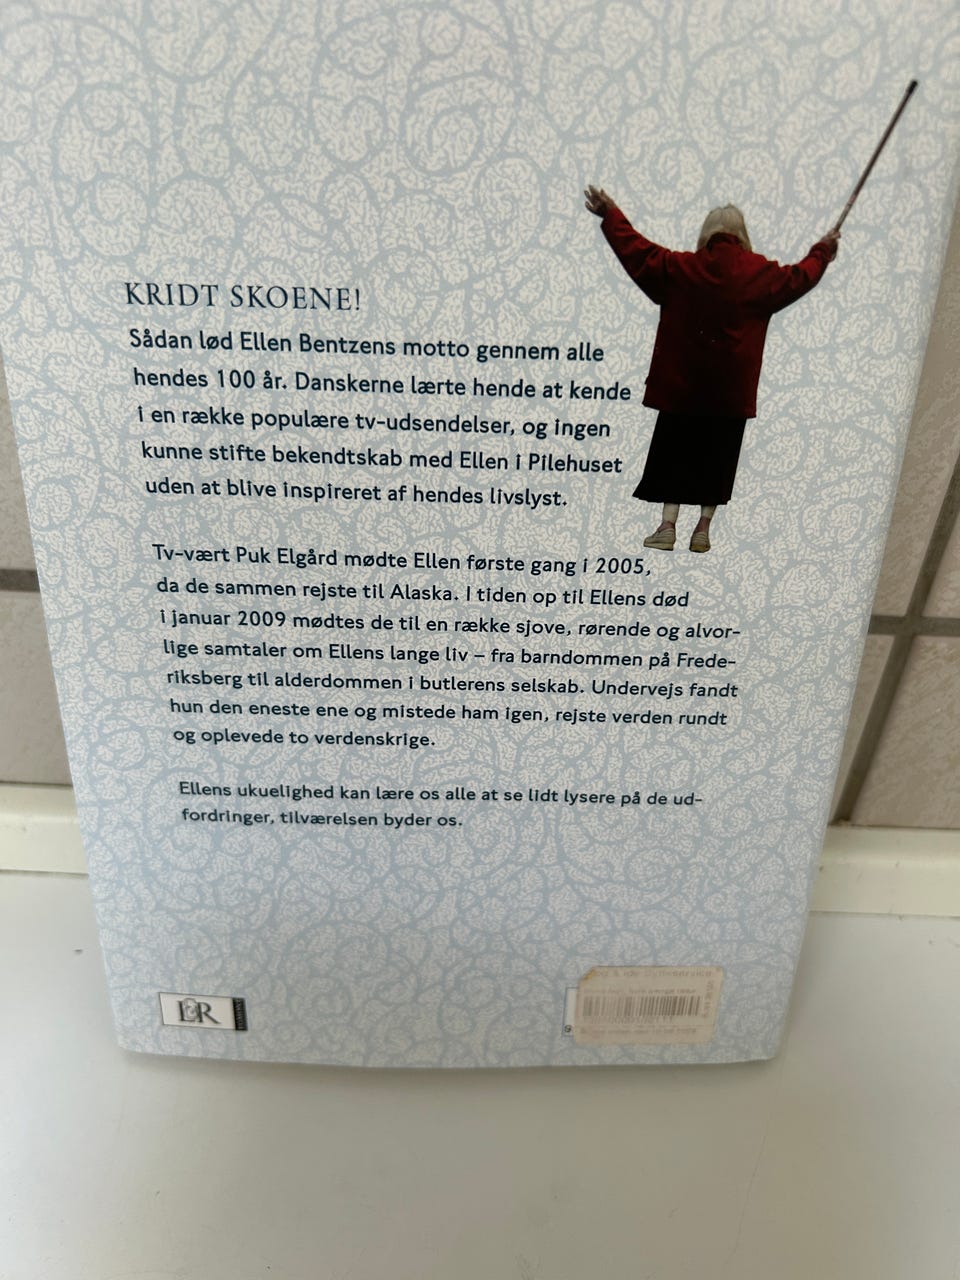 KRIDT SKOENE!
Sådan lød Ellen Bentzens motto gennem alle
hendes 100 år. Danskerne lærte hende at kende
i en række populære tv-udsendelser, og ingen
kunne stifte bekendtskab med Ellen i Pilehuset
uden at blive inspireret af hendes livslyst.
Tv-vært Puk Elgård mødte Ellen første gang i 2005,
da de sammen rejste til Alaska. I tiden op til Ellens død
i januar 2009 mødtes de til en række sjove, rørende og alvor-
lige samtaler om Ellens lange liv – fra barndommen på Frede-
riksberg til alderdommen i butlerens selskab. Undervejs fandt
hun den eneste ene og mistede ham igen, rejste verden rundt
og oplevede to verdenskrige.
Ellens ukuelighed kan lære os alle at se lidt lysere på de ud-
fordringer, tilværelsen byder os.
L&R
EGMONT